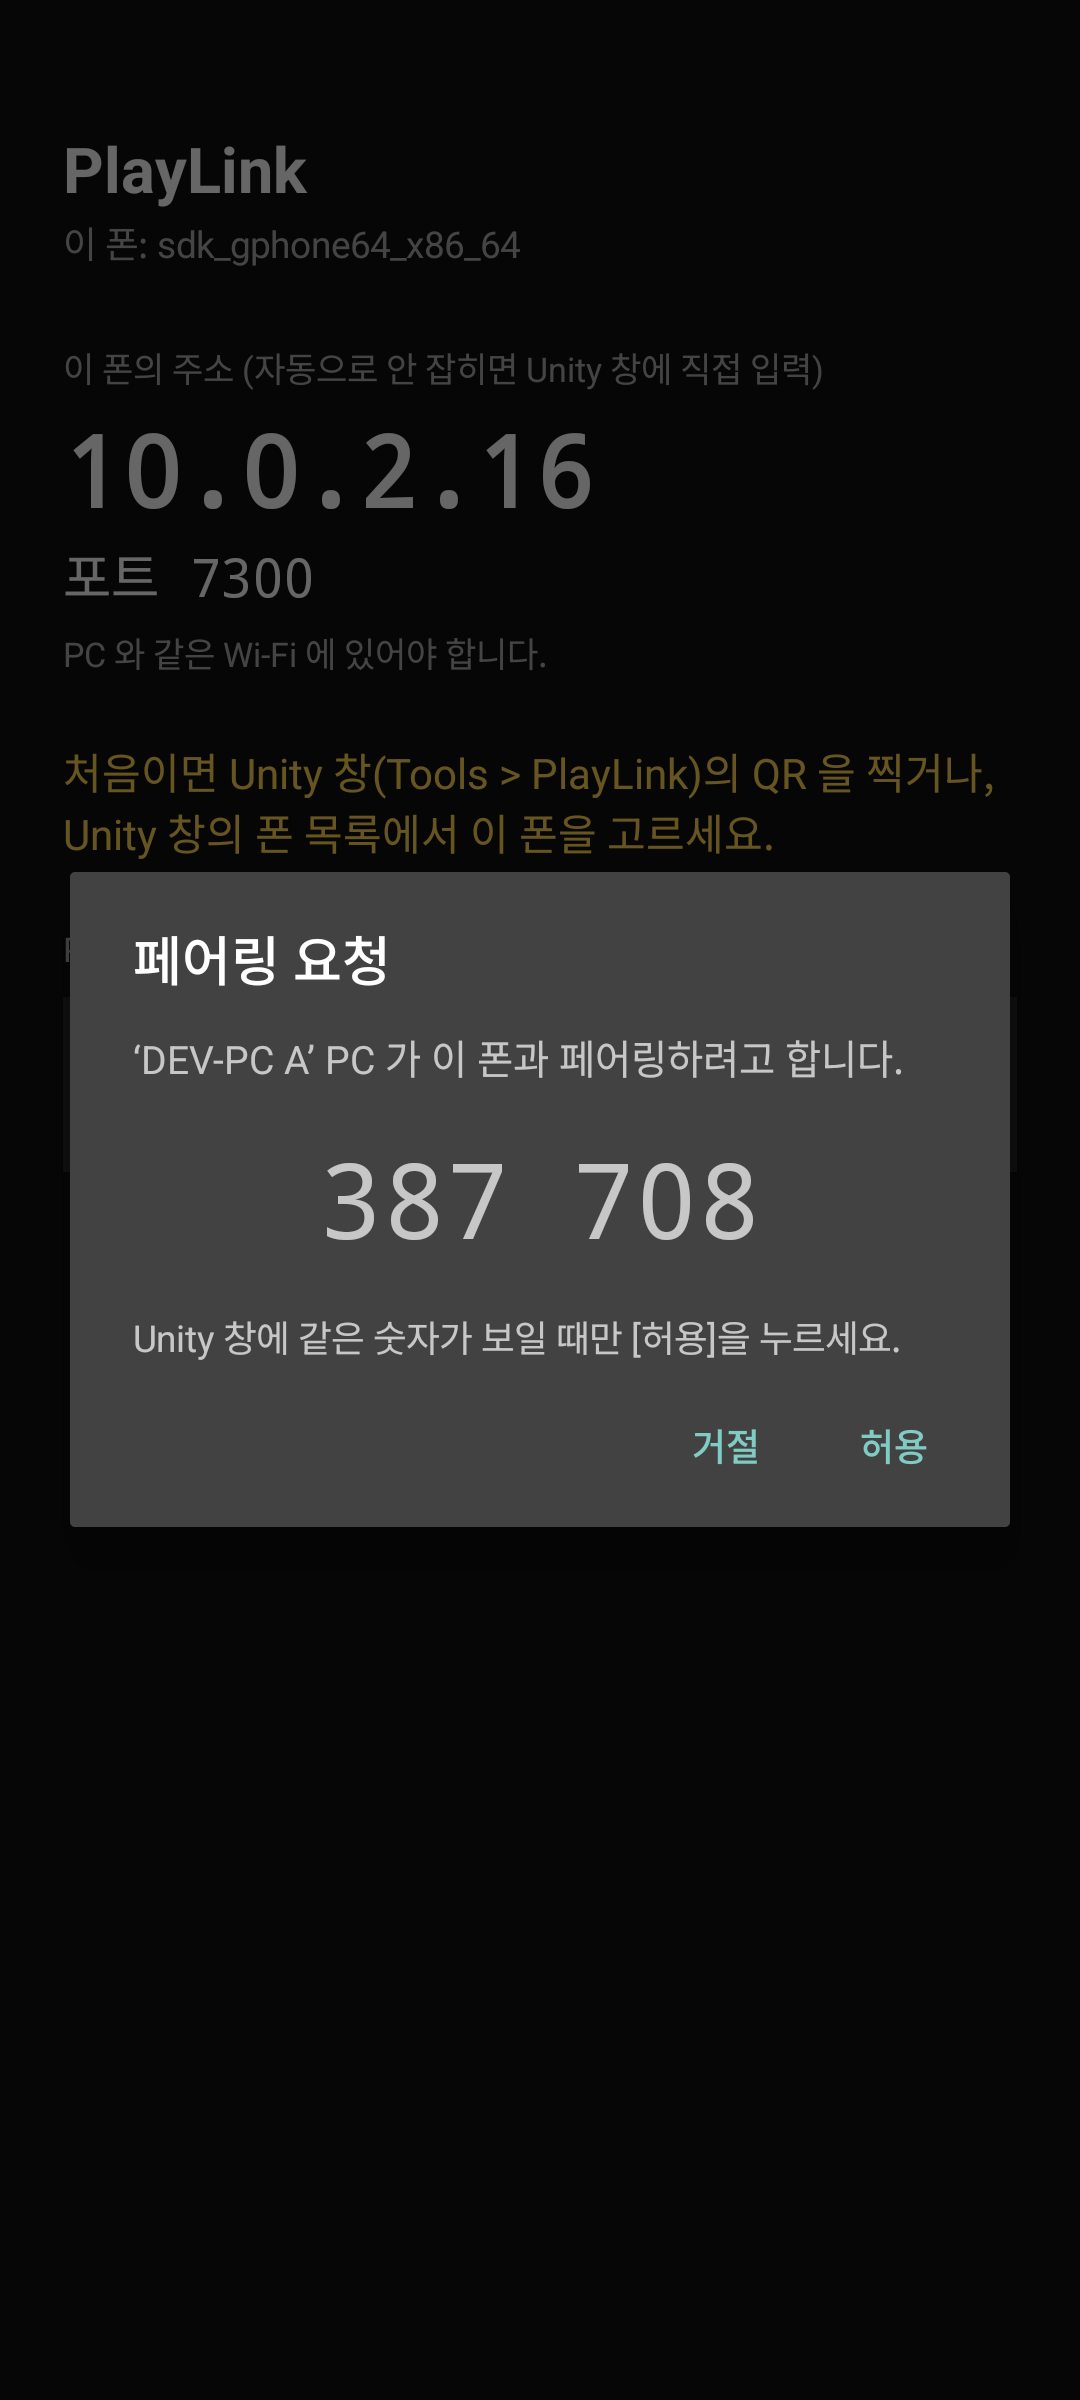 PlayLink
이 폰: sdk_gphone64_x86_64
이 폰의 주소 (자동으로 안 잡히면 Unity 창에 직접 입력)
10.0.2.16
포트 7300
PC 와 같은 Wi-Fi 에 있어야 합니다.
처음이면 Unity 창(Tools > PlayLink)의 QR 을 찍거나,
Unity 창의 폰 목록에서 이 폰을 고르세요.
페어링 요청
‘DEV-PC A’ PC 가 이 폰과 페어링하려고 합니다.
387 708
Unity 창에 같은 숫자가 보일 때만 [허용]을 누르세요.
거절 허용